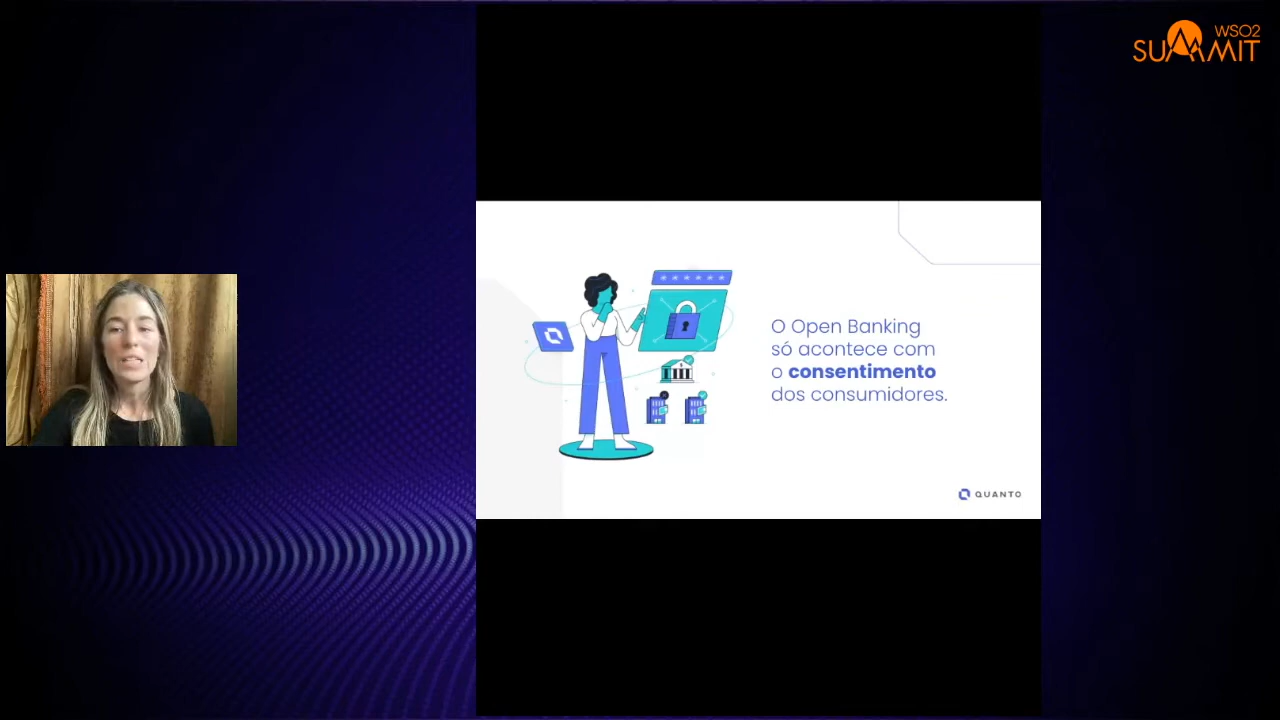 WSO2
SUMMIT
O Open Banking
só acontece com
o consentimento
dos consumidores.
QUANTO